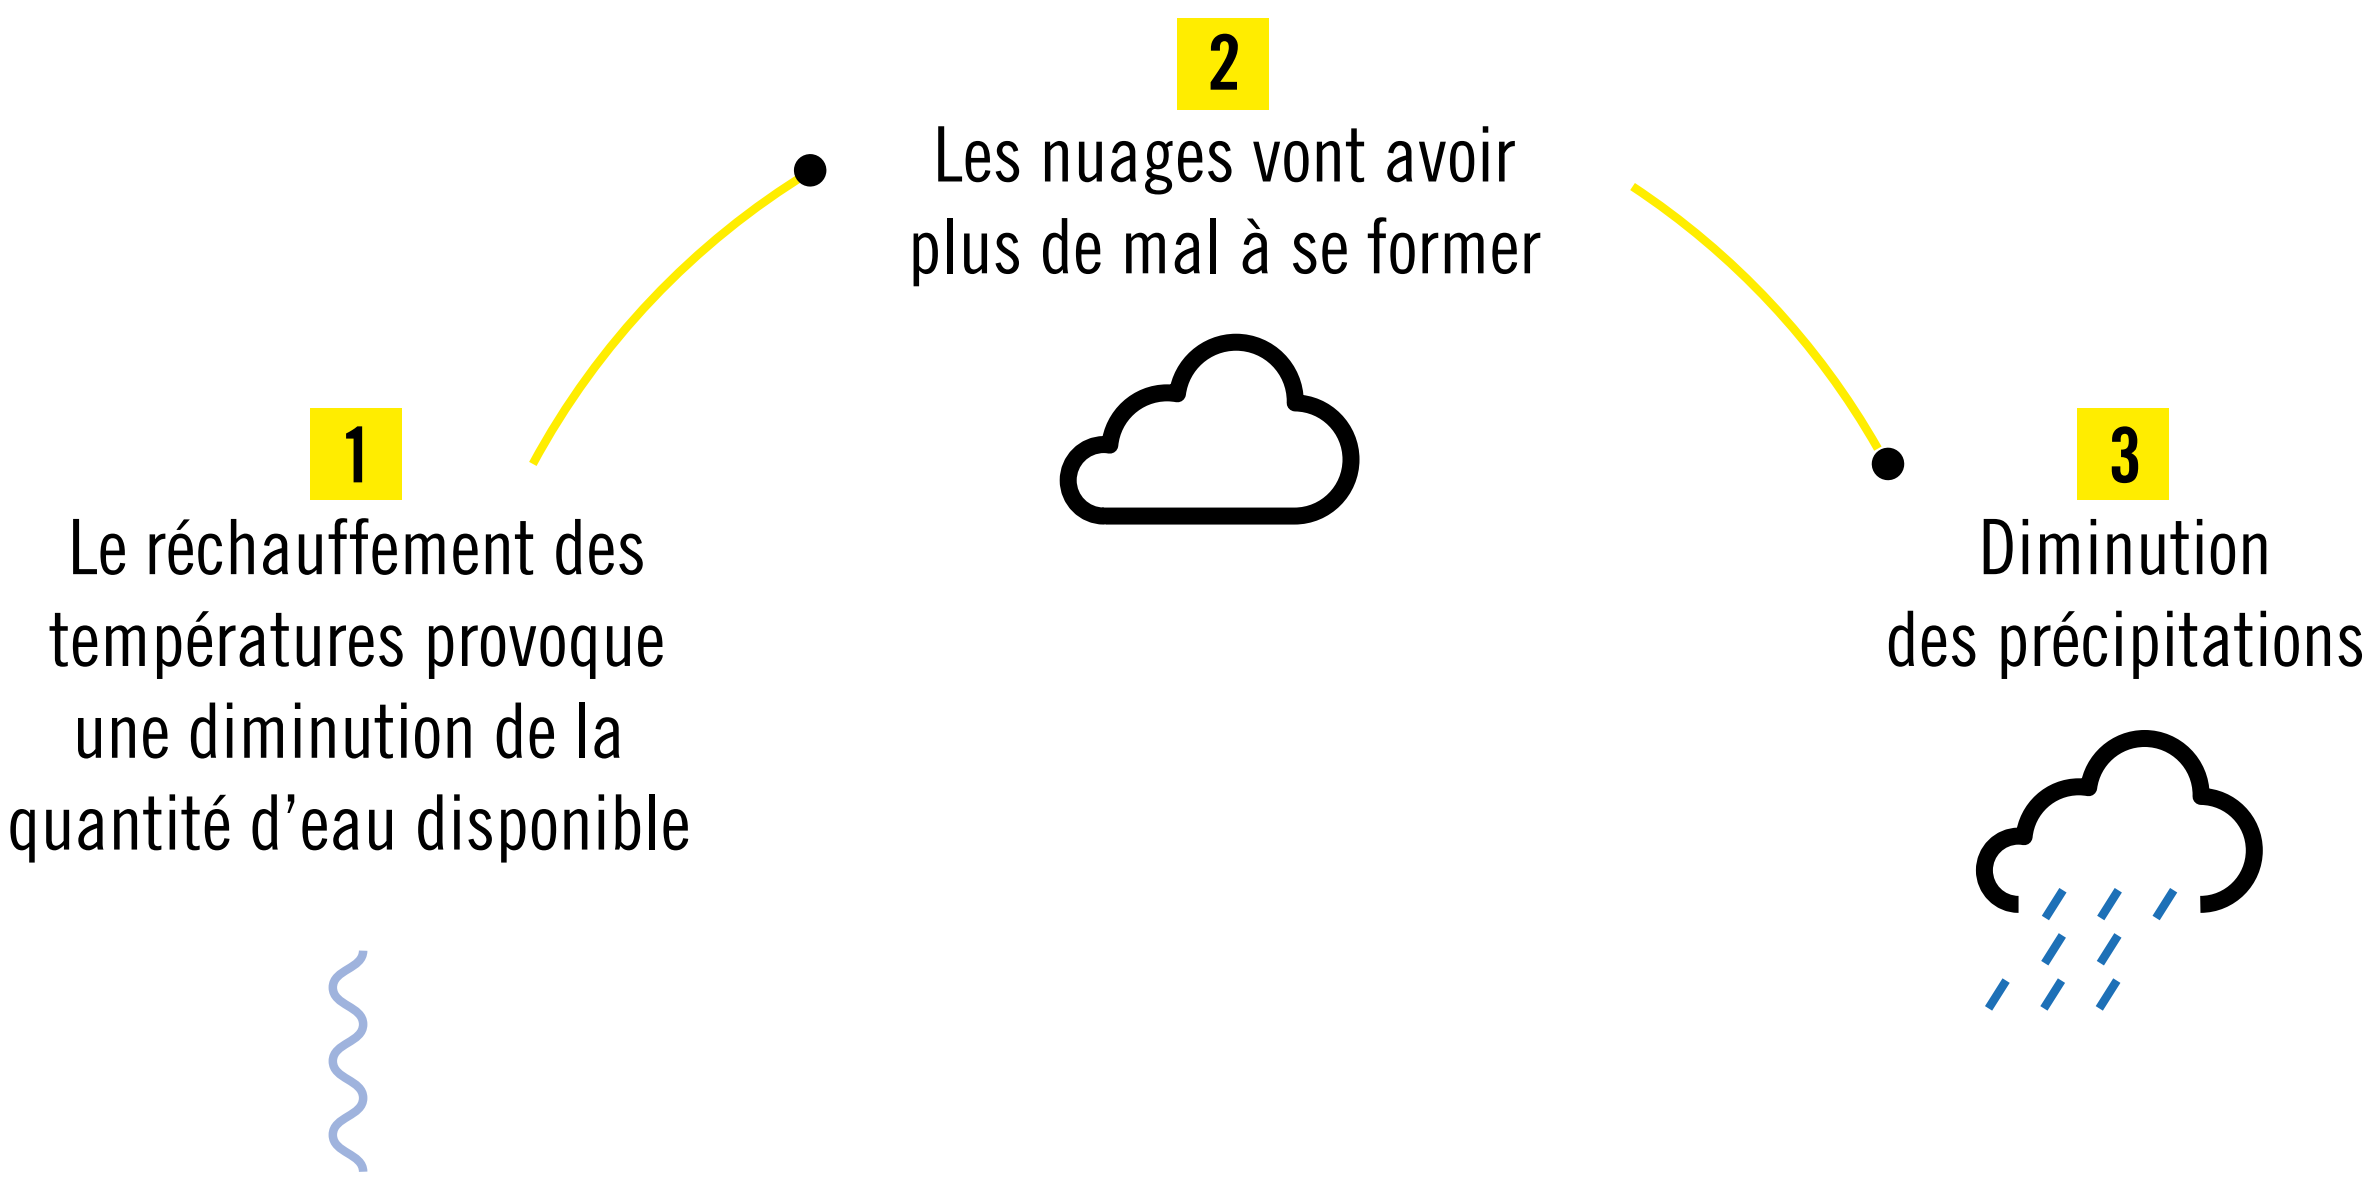 1
Le réchauffement des
températures provoque
une diminution de la
quantité d’eau disponible
2
Les nuages vont avoir
plus de mal à se former
3
Diminution
des précipitations